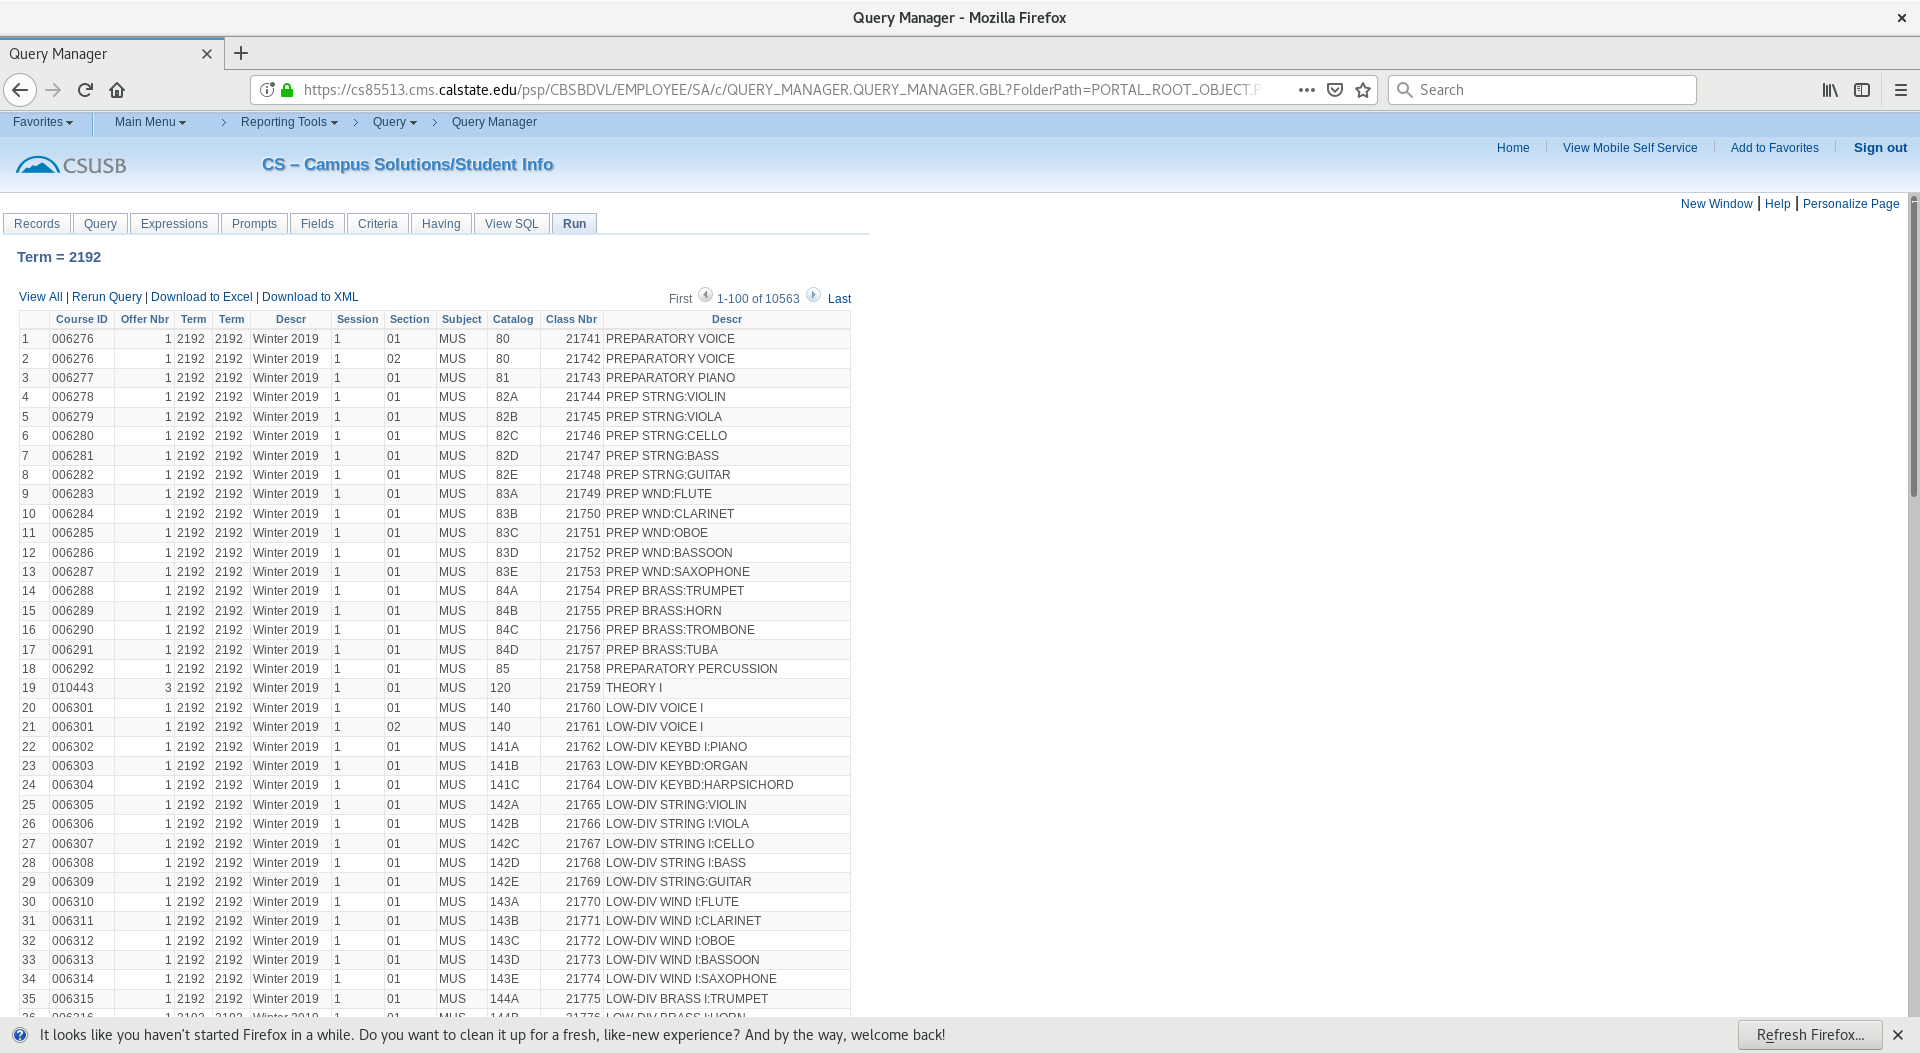 Query Manager - Mozilla Firefox
Query Manager
https://cs85513.cms.calstate.edu/psp/CBSBDVL/EMPLOYEE/SA/c/QUERY_MANAGER.QUERY_MANAGER.GBL?FolderPath=PORTAL_ROOT_OBJECT.P
Search
Favorites Main Menu Reporting Tools Query Query Manager
CSUSB CS – Campus Solutions/Student Info
Home View Mobile Self Service Add to Favorites Sign out
New Window | Help | Personalize Page
Records Query Expressions Prompts Fields Criteria Having View SQL Run
Term = 2192
View All | Rerun Query | Download to Excel | Download to XML First 1-100 of 10563 Last
Course ID Offer Nbr Term Term Descr Session Section Subject Catalog Class Nbr Descr
1 006276 1 2192 2192 Winter 2019 1 01 MUS 80 21741 PREPARATORY VOICE
2 006276 1 2192 2192 Winter 2019 1 02 MUS 80 21742 PREPARATORY VOICE
3 006277 1 2192 2192 Winter 2019 1 01 MUS 81 21743 PREPARATORY PIANO
4 006278 1 2192 2192 Winter 2019 1 01 MUS 82A 21744 PREP STRNG:VIOLIN
5 006279 1 2192 2192 Winter 2019 1 01 MUS 82B 21745 PREP STRNG:VIOLA
6 006280 1 2192 2192 Winter 2019 1 01 MUS 82C 21746 PREP STRNG:CELLO
7 006281 1 2192 2192 Winter 2019 1 01 MUS 82D 21747 PREP STRNG:BASS
8 006282 1 2192 2192 Winter 2019 1 01 MUS 82E 21748 PREP STRNG:GUITAR
9 006283 1 2192 2192 Winter 2019 1 01 MUS 83A 21749 PREP WND:FLUTE
10 006284 1 2192 2192 Winter 2019 1 01 MUS 83B 21750 PREP WND:CLARINET
11 006285 1 2192 2192 Winter 2019 1 01 MUS 83C 21751 PREP WND:OBOE
12 006286 1 2192 2192 Winter 2019 1 01 MUS 83D 21752 PREP WND:BASSOON
13 006287 1 2192 2192 Winter 2019 1 01 MUS 83E 21753 PREP WND:SAXOPHONE
14 006288 1 2192 2192 Winter 2019 1 01 MUS 84A 21754 PREP BRASS:TRUMPET
15 006289 1 2192 2192 Winter 2019 1 01 MUS 84B 21755 PREP BRASS:HORN
16 006290 1 2192 2192 Winter 2019 1 01 MUS 84C 21756 PREP BRASS:TROMBONE
17 006291 1 2192 2192 Winter 2019 1 01 MUS 84D 21757 PREP BRASS:TUBA
18 006292 1 2192 2192 Winter 2019 1 01 MUS 85 21758 PREPARATORY PERCUSSION
19 010443 3 2192 2192 Winter 2019 1 01 MUS 120 21759 THEORY I
20 006301 1 2192 2192 Winter 2019 1 01 MUS 140 21760 LOW-DIV VOICE I
21 006301 1 2192 2192 Winter 2019 1 02 MUS 140 21761 LOW-DIV VOICE I
22 006302 1 2192 2192 Winter 2019 1 01 MUS 141A 21762 LOW-DIV KEYBD I:PIANO
23 006303 1 2192 2192 Winter 2019 1 01 MUS 141B 21763 LOW-DIV KEYBD:ORGAN
24 006304 1 2192 2192 Winter 2019 1 01 MUS 141C 21764 LOW-DIV KEYBD:HARPSICHORD
25 006305 1 2192 2192 Winter 2019 1 01 MUS 142A 21765 LOW-DIV STRING:VIOLIN
26 006306 1 2192 2192 Winter 2019 1 01 MUS 142B 21766 LOW-DIV STRING I:VIOLA
27 006307 1 2192 2192 Winter 2019 1 01 MUS 142C 21767 LOW-DIV STRING I:CELLO
28 006308 1 2192 2192 Winter 2019 1 01 MUS 142D 21768 LOW-DIV STRING I:BASS
29 006309 1 2192 2192 Winter 2019 1 01 MUS 142E 21769 LOW-DIV STRING:GUITAR
30 006310 1 2192 2192 Winter 2019 1 01 MUS 143A 21770 LOW-DIV WIND I:FLUTE
31 006311 1 2192 2192 Winter 2019 1 01 MUS 143B 21771 LOW-DIV WIND I:CLARINET
32 006312 1 2192 2192 Winter 2019 1 01 MUS 143C 21772 LOW-DIV WIND I:OBOE
33 006313 1 2192 2192 Winter 2019 1 01 MUS 143D 21773 LOW-DIV WIND I:BASSOON
34 006314 1 2192 2192 Winter 2019 1 01 MUS 143E 21774 LOW-DIV WIND I:SAXOPHONE
35 006315 1 2192 2192 Winter 2019 1 01 MUS 144A 21775 LOW-DIV BRASS I:TRUMPET
36 006316 1 2192 2192 Winter 2019 1 01 MUS 144B 21776 LOW-DIV BRASS I:HORN
It looks like you haven't started Firefox in a while. Do you want to clean it up for a fresh, like-new experience? And by the way, welcome back! Refresh Firefox...